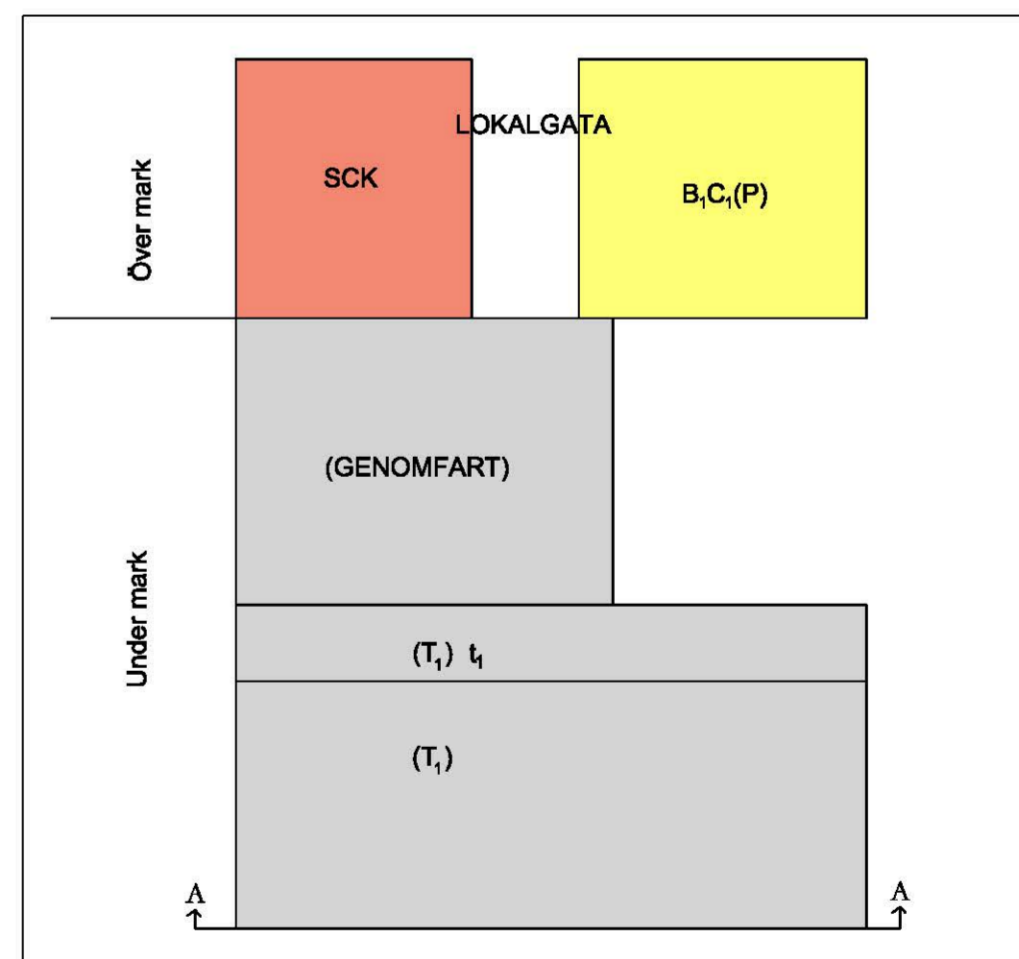 LOKALGATA
SCK
B₁C₁(P)
Över mark
(GENOMFART)
Under mark
(T₁) t₁
(T₁)
A A